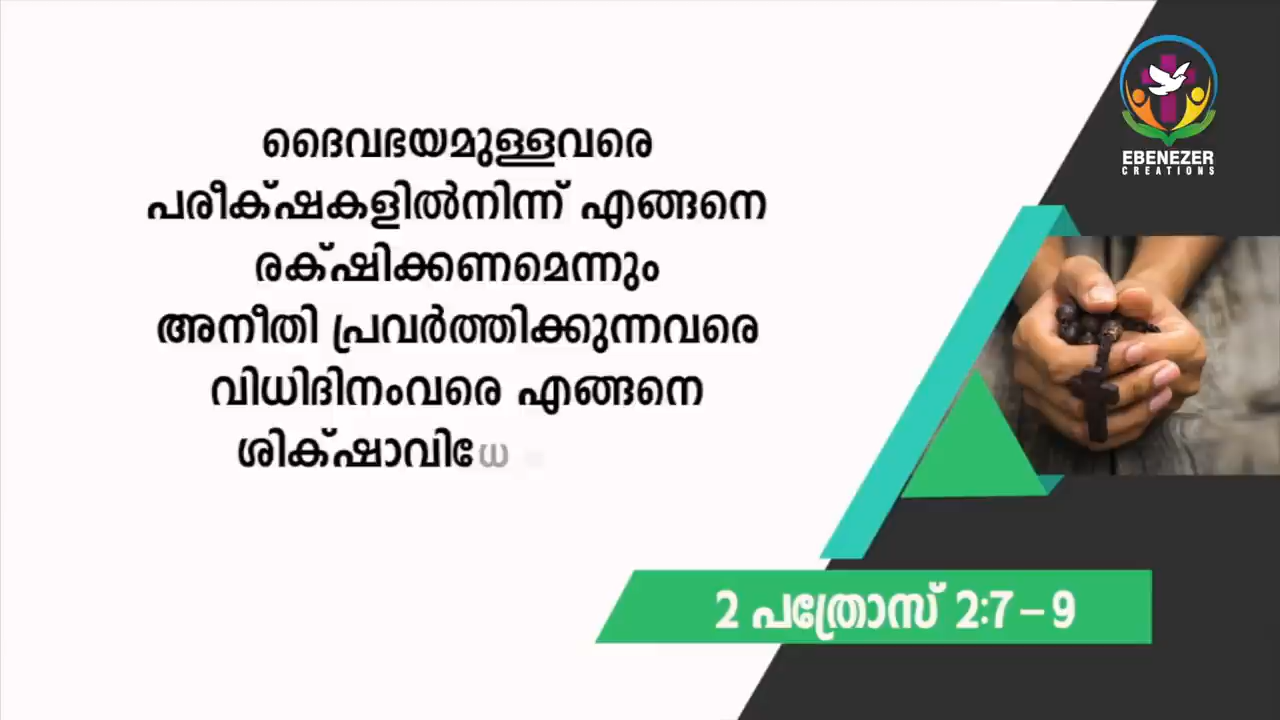 ദൈവഭയമുള്ളവരെ
പരീക്ഷകളിൽനിന്ന് എങ്ങനെ
രക്ഷിക്കണമെന്നും
അനീതി പ്രവർത്തിക്കുന്നവരെ
വിധിദിനംവരെ എങ്ങനെ
ശിക്ഷാവിധേ
2 പത്രോസ് 2:7 – 9
EBENEZER
CREATIONS